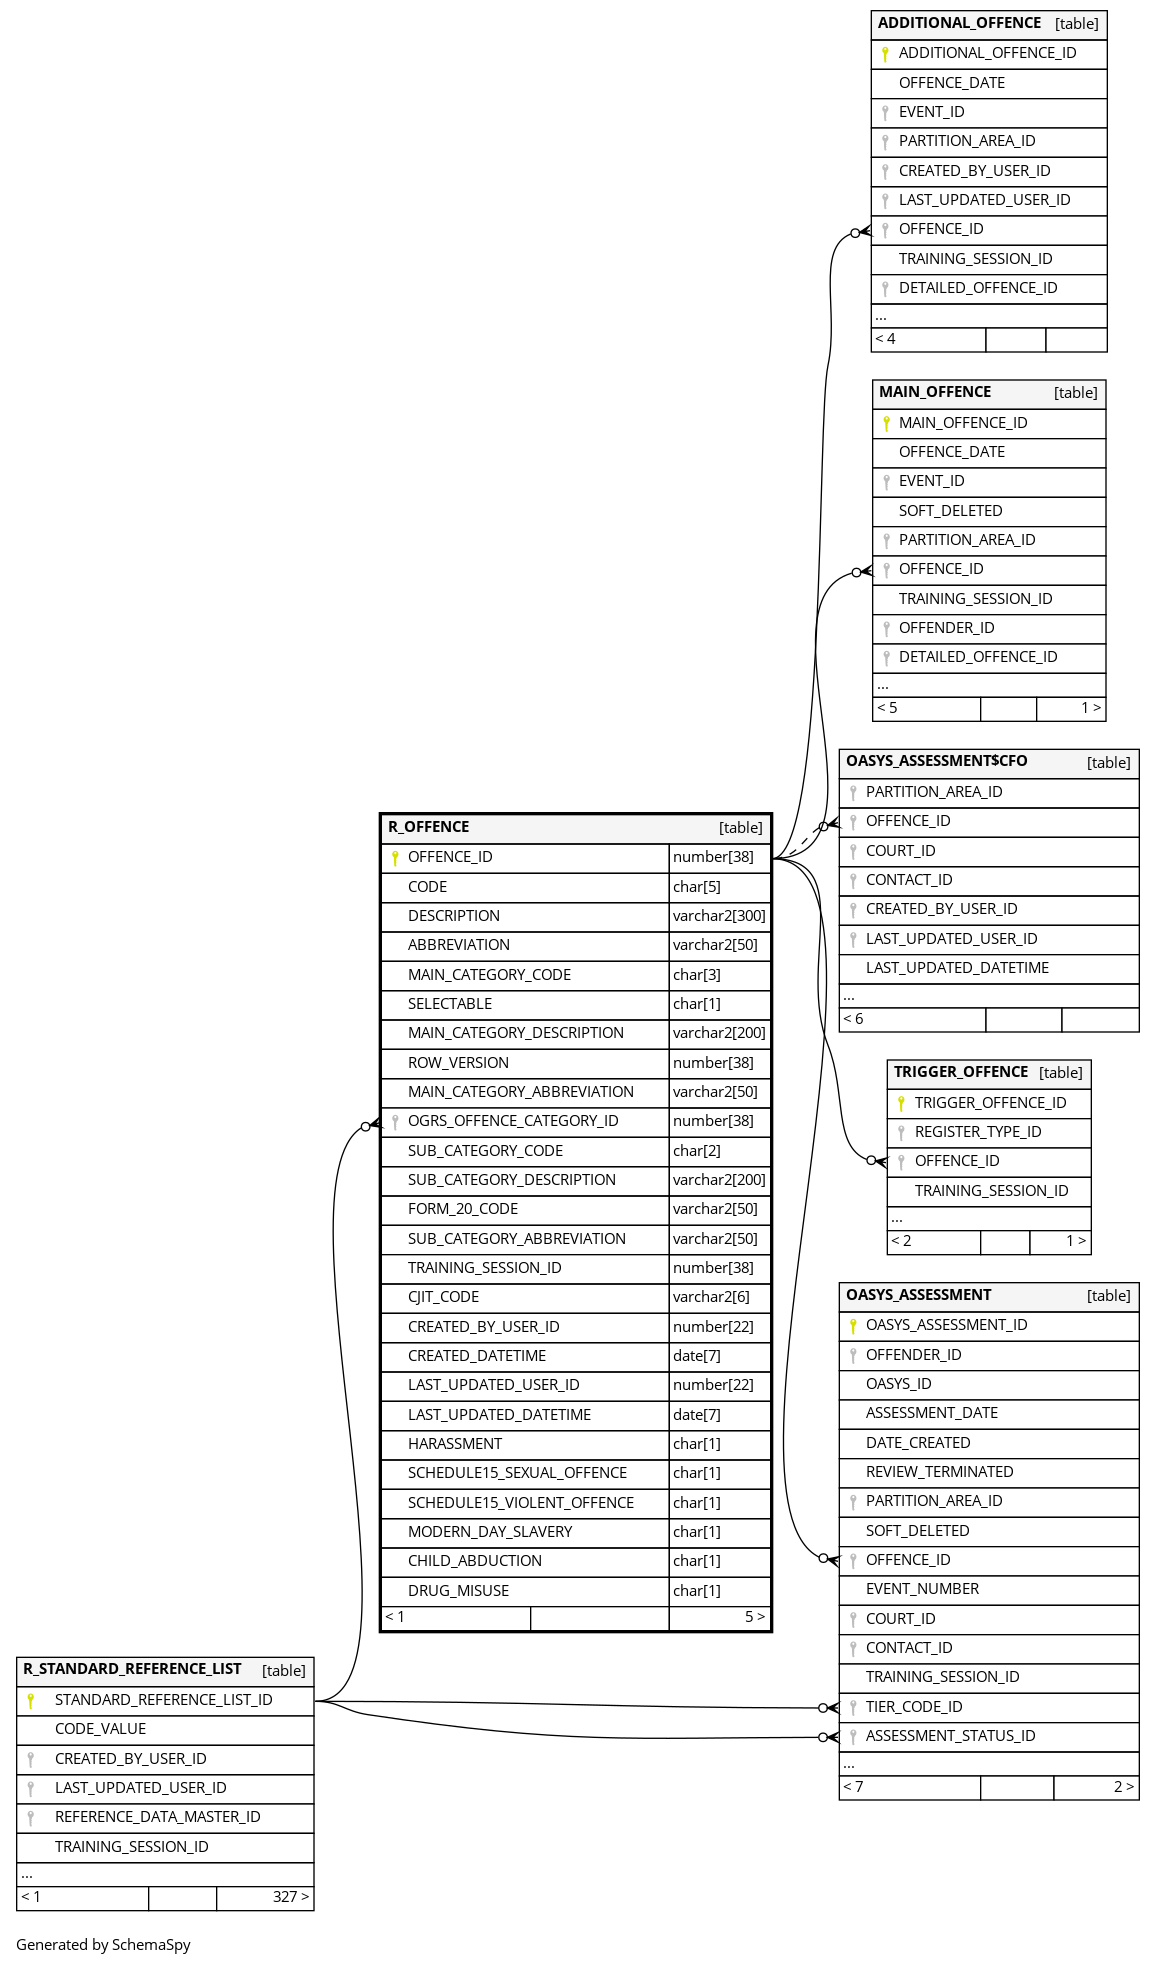 ADDITIONAL_OFFENCE [table]
ADDITIONAL_OFFENCE_ID
OFFENCE_DATE
EVENT_ID
PARTITION_AREA_ID
CREATED_BY_USER_ID
LAST_UPDATED_USER_ID
OFFENCE_ID
TRAINING_SESSION_ID
DETAILED_OFFENCE_ID
...
< 4
MAIN_OFFENCE [table]
MAIN_OFFENCE_ID
OFFENCE_DATE
EVENT_ID
SOFT_DELETED
PARTITION_AREA_ID
OFFENCE_ID
TRAINING_SESSION_ID
OFFENDER_ID
DETAILED_OFFENCE_ID
...
< 5 1 >
OASYS_ASSESSMENT$CFO [table]
PARTITION_AREA_ID
OFFENCE_ID
COURT_ID
CONTACT_ID
CREATED_BY_USER_ID
LAST_UPDATED_USER_ID
LAST_UPDATED_DATETIME
...
< 6
R_OFFENCE [table]
OFFENCE_ID number[38]
CODE char[5]
DESCRIPTION varchar2[300]
ABBREVIATION varchar2[50]
MAIN_CATEGORY_CODE char[3]
SELECTABLE char[1]
MAIN_CATEGORY_DESCRIPTION varchar2[200]
ROW_VERSION number[38]
MAIN_CATEGORY_ABBREVIATION varchar2[50]
OGRS_OFFENCE_CATEGORY_ID number[38]
SUB_CATEGORY_CODE char[2]
SUB_CATEGORY_DESCRIPTION varchar2[200]
FORM_20_CODE varchar2[50]
SUB_CATEGORY_ABBREVIATION varchar2[50]
TRAINING_SESSION_ID number[38]
CJIT_CODE varchar2[6]
CREATED_BY_USER_ID number[22]
CREATED_DATETIME date[7]
LAST_UPDATED_USER_ID number[22]
LAST_UPDATED_DATETIME date[7]
HARASSMENT char[1]
SCHEDULE15_SEXUAL_OFFENCE char[1]
SCHEDULE15_VIOLENT_OFFENCE char[1]
MODERN_DAY_SLAVERY char[1]
CHILD_ABDUCTION char[1]
DRUG_MISUSE char[1]
< 1 5 >
TRIGGER_OFFENCE [table]
TRIGGER_OFFENCE_ID
REGISTER_TYPE_ID
OFFENCE_ID
TRAINING_SESSION_ID
...
< 2 1 >
OASYS_ASSESSMENT [table]
OASYS_ASSESSMENT_ID
OFFENDER_ID
OASYS_ID
ASSESSMENT_DATE
DATE_CREATED
REVIEW_TERMINATED
PARTITION_AREA_ID
SOFT_DELETED
OFFENCE_ID
EVENT_NUMBER
COURT_ID
CONTACT_ID
TRAINING_SESSION_ID
TIER_CODE_ID
ASSESSMENT_STATUS_ID
...
< 7 2 >
R_STANDARD_REFERENCE_LIST [table]
STANDARD_REFERENCE_LIST_ID
CODE_VALUE
CREATED_BY_USER_ID
LAST_UPDATED_USER_ID
REFERENCE_DATA_MASTER_ID
TRAINING_SESSION_ID
...
< 1 327 >
Generated by SchemaSpy